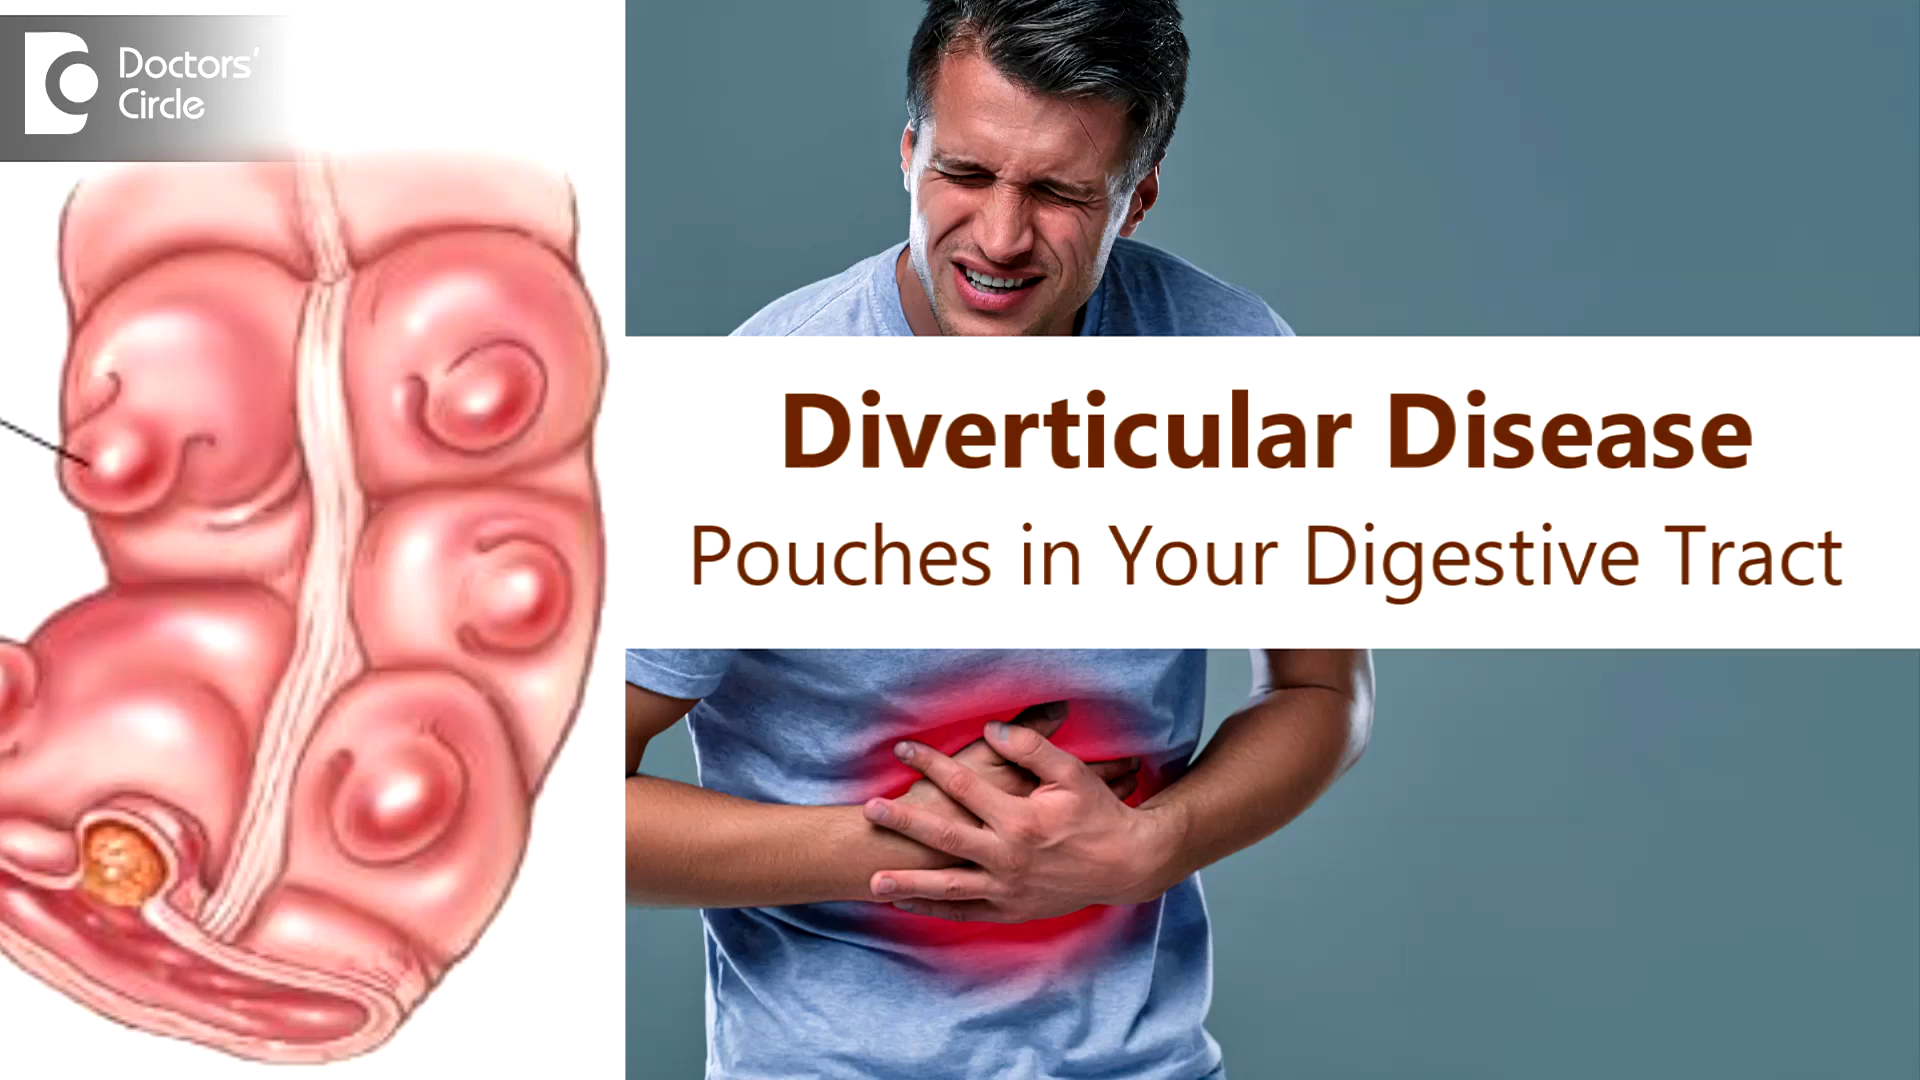 Doctors'
Circle
Diverticular Disease
Pouches in Your Digestive Tract